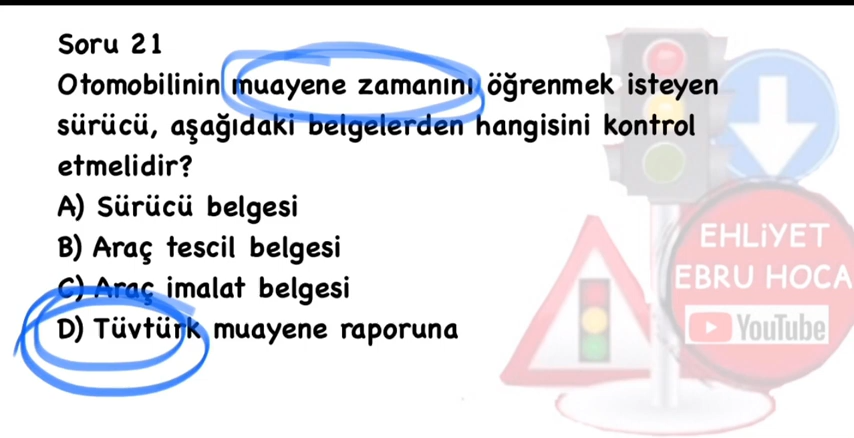 Soru 21
Otomobilinin muayene zamanını öğrenmek isteyen
sürücü, aşağıdaki belgelerden hangisini kontrol
etmelidir?
A) Sürücü belgesi
B) Araç tescil belgesi
C) Araç imalat belgesi
D) Tüvtürk muayene raporuna
EHLİYET
EBRU HOCA
YouTube